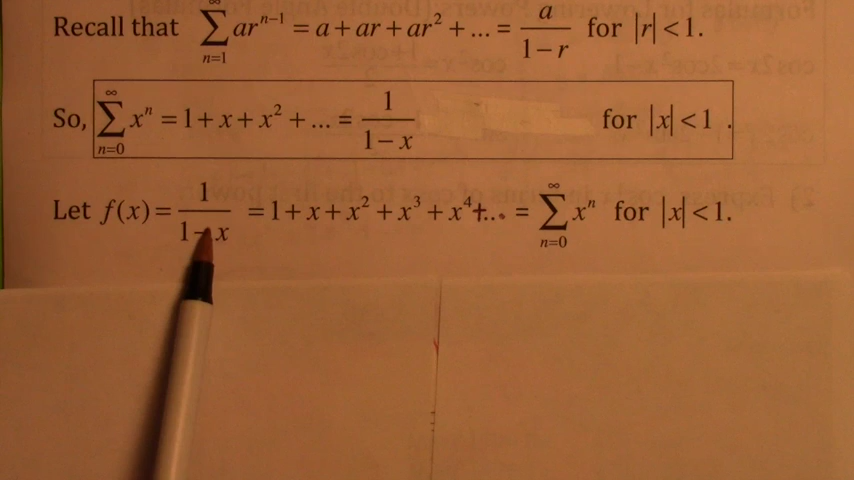 Recall that ∑_{n=1}^{∞} ar^{n−1} = a + ar + ar² + ... = a/(1−r) for |r| < 1.
So, ∑_{n=0}^{∞} xⁿ = 1 + x + x² + ... = 1/(1−x) for |x| < 1 .
Let f(x) = 1/(1−x) = 1 + x + x² + x³ + x⁴ + ... = ∑_{n=0}^{∞} xⁿ for |x| < 1.